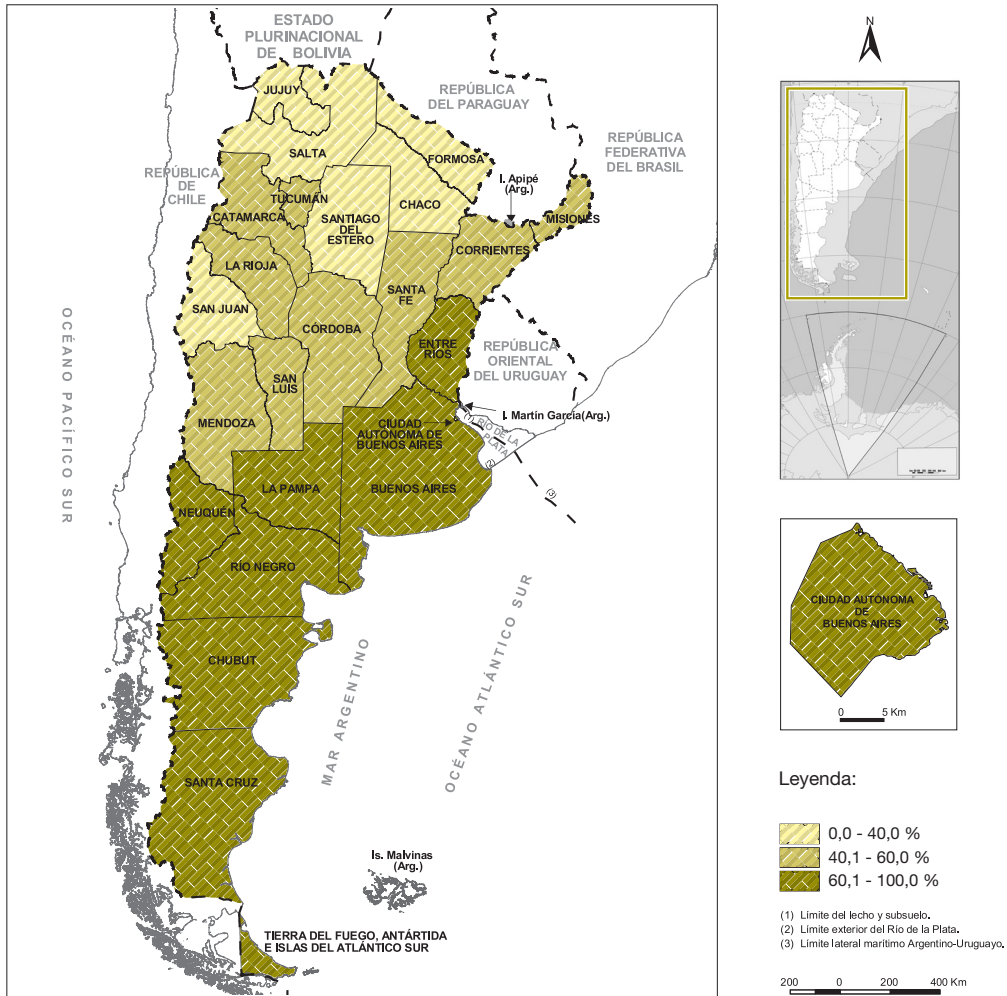 ESTADO
PLURINACIONAL
DE BOLIVIA
REPÚBLICA
DEL PARAGUAY
REPÚBLICA
FEDERATIVA
DEL BRASIL
REPÚBLICA
DE
CHILE
JUJUY
SALTA
FORMOSA
I. Apipé
(Arg.)
CHACO
TUCUMÁN
CATAMARCA
SANTIAGO
DEL
ESTERO
MISIONES
CORRIENTES
LA RIOJA
SANTA
FE
SAN JUAN
CÓRDOBA
ENTRE
RÍOS
REPÚBLICA
ORIENTAL
DEL URUGUAY
SAN
LUIS
MENDOZA
I. Martín García(Arg.)
CIUDAD
AUTÓNOMA DE
BUENOS AIRES
(1)
RÍO DE LA
PLATA
(2)
(3)
LA PAMPA
BUENOS AIRES
NEUQUÉN
RÍO NEGRO
CHUBUT
SANTA CRUZ
OCÉANO PACÍFICO SUR
MAR ARGENTINO
OCÉANO ATLÁNTICO SUR
Is. Malvinas
(Arg.)
TIERRA DEL FUEGO, ANTÁRTIDA
E ISLAS DEL ATLÁNTICO SUR
N
CIUDAD AUTÓNOMA
DE
BUENOS AIRES
0 5 Km
Leyenda:
0,0 - 40,0 %
40,1 - 60,0 %
60,1 - 100,0 %
(1) Límite del lecho y subsuelo.
(2) Límite exterior del Río de la Plata.
(3) Límite lateral marítimo Argentino-Uruguayo.
200 0 200 400 Km